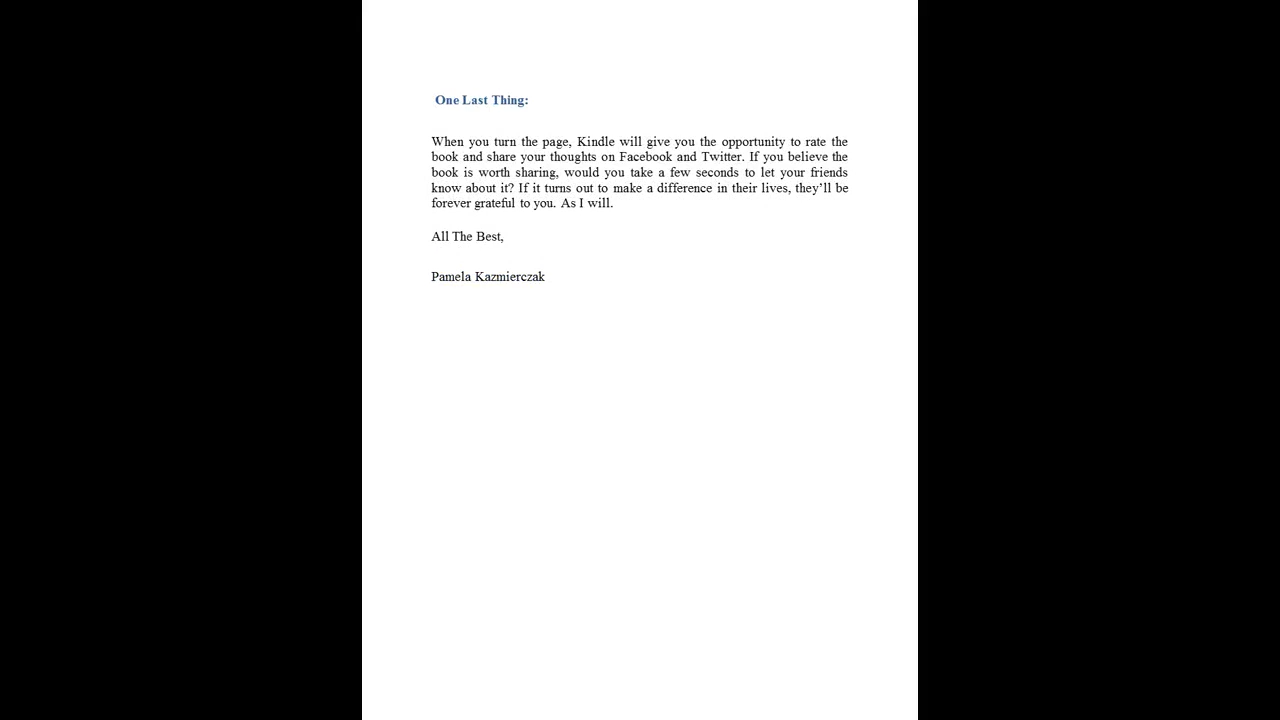 One Last Thing:
When you turn the page, Kindle will give you the opportunity to rate the
book and share your thoughts on Facebook and Twitter. If you believe the
book is worth sharing, would you take a few seconds to let your friends
know about it? If it turns out to make a difference in their lives, they’ll be
forever grateful to you. As I will.
All The Best,
Pamela Kazmierczak